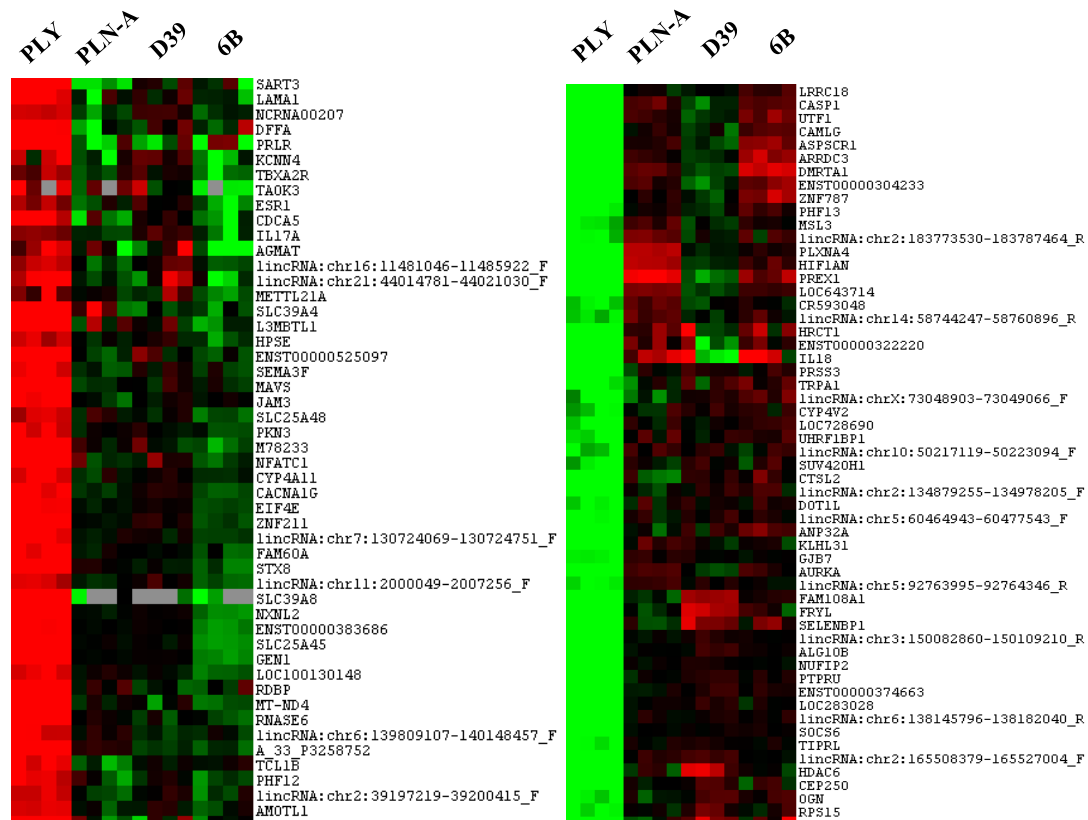 PLY PLN-A D39 6B
SART3
LAMA1
NCRNA00207
DFFA
PRLR
KCNN4
TBXA2R
TAOK3
ESR1
CDCA5
IL17A
AGMAT
lincRNA:chr16:11481046-11485922_F
lincRNA:chr21:44014781-44021030_F
METTL21A
SLC39A4
L3MBTL1
HPSE
ENST00000525097
SEMA3F
MAVS
JAM3
SLC25A48
PKN3
M78233
NFATC1
CYP4A11
CACNA1G
EIF4E
ZNF211
lincRNA:chr7:130724069-130724751_F
FAM60A
STX8
lincRNA:chr11:2000049-2007256_F
SLC39A8
NXNL2
ENST00000383686
SLC25A45
GEN1
LOC100130148
RDBP
MT-ND4
RNASE6
lincRNA:chr6:139809107-140148457_F
A_33_P3258752
TCL1B
PHF12
lincRNA:chr2:39197219-39200415_F
AMOTL1
PLY PLN-A D39 6B
LRRC18
CASP1
UTF1
CAMLG
ASPSCR1
ARRDC3
DMRTA1
ENST00000304233
ZNF787
PHF13
MSL3
lincRNA:chr2:183773530-183787464_R
PLXNA4
HIF1AN
PREX1
LOC643714
CR593048
lincRNA:chr14:58744247-58760896_R
HRCT1
ENST00000322220
IL18
PRSS3
TRPA1
lincRNA:chrX:73048903-73049066_F
CYP4V2
LOC728690
UHRF1BP1
lincRNA:chr10:50217119-50223094_F
SUV420H1
CTSL2
lincRNA:chr2:134879255-134978205_F
DOT1L
lincRNA:chr5:60464943-60477543_F
ANP32A
KLHL31
GJB7
AURKA
lincRNA:chr5:92763995-92764346_R
FAM108A1
FRYL
SELENBP1
lincRNA:chr3:150082860-150109210_R
ALG10B
NUFIP2
PTPRU
ENST00000374663
LOC283028
lincRNA:chr6:138145796-138182040_R
SOCS6
TIPRL
lincRNA:chr2:165508379-165527004_F
HDAC6
CEP250
OGN
RPS15